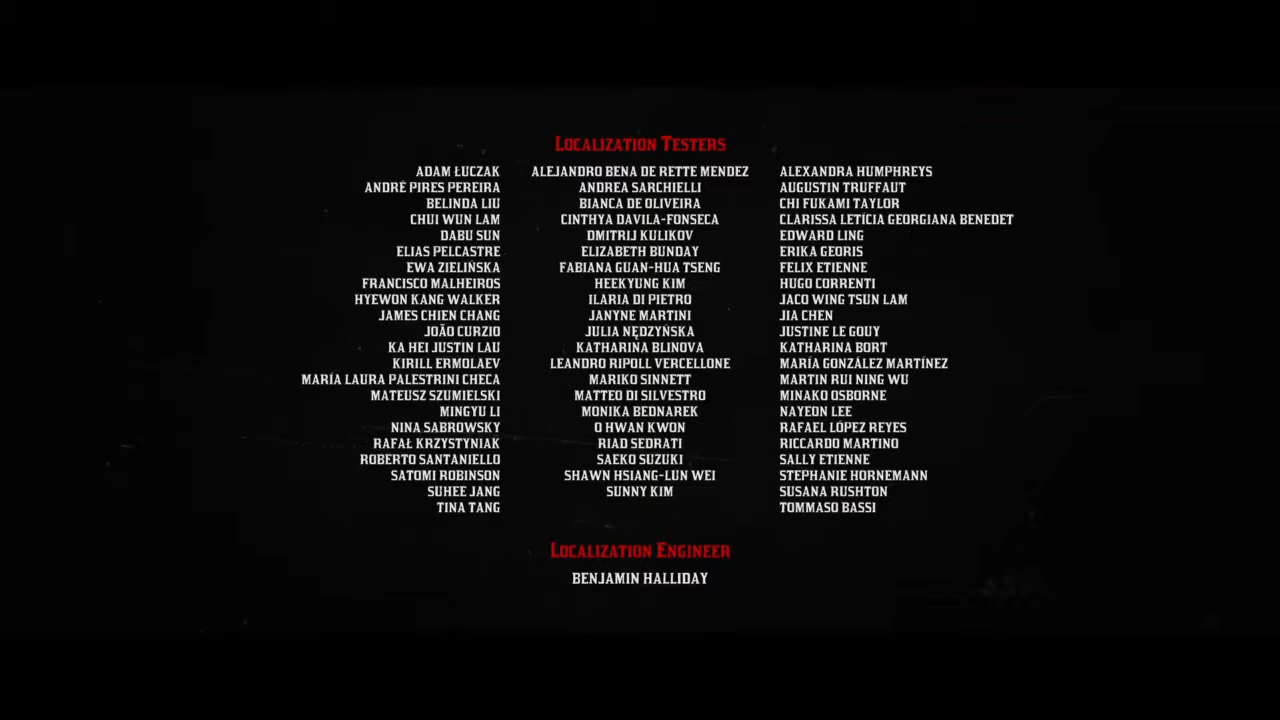 Localization Testers
ADAM ŁUCZAK ALEJANDRO BENA DE RETTE MENDEZ ALEXANDRA HUMPHREYS
ANDRÉ PIRES PEREIRA ANDREA SARCHIELLI AUGUSTIN TRUFFAUT
BELINDA LIU BIANCA DE OLIVEIRA CHI FUKAMI TAYLOR
CHUI WUN LAM CINTHYA DAVILA-FONSECA CLARISSA LETÍCIA GEORGIANA BENEDET
DABU SUN DMITRIJ KULIKOV EDWARD LING
ELIAS PELCASTRE ELIZABETH BUNDAY ERIKA GEORIS
EWA ZIELIŃSKA FABIANA GUAN-HUA TSENG FELIX ETIENNE
FRANCISCO MALHEIROS HEEKYUNG KIM HUGO CORRENTI
HYEWON KANG WALKER ILARIA DI PIETRO JACO WING TSUN LAM
JAMES CHIEN CHANG JANYNE MARTINI JIA CHEN
JOÃO CURZIO JULIA NĘDZYŃSKA JUSTINE LE GOUY
KA HEI JUSTIN LAU KATHARINA BLINOVA KATHARINA BORT
KIRILL ERMOLAEV LEANDRO RIPOLL VERCELLONE MARÍA GONZÁLEZ MARTÍNEZ
MARÍA LAURA PALESTRINI CHECA MARIKO SINNETT MARTIN RUI NING WU
MATEUSZ SZUMIELSKI MATTEO DI SILVESTRO MINAKO OSBORNE
MINGYU LI MONIKA BEDNAREK NAYEON LEE
NINA SABROWSKY O HWAN KWON RAFAEL LÓPEZ REYES
RAFAŁ KRZYSTYNIAK RIAD SEDRATI RICCARDO MARTINO
ROBERTO SANTANIELLO SAEKO SUZUKI SALLY ETIENNE
SATOMI ROBINSON SHAWN HSIANG-LUN WEI STEPHANIE HORNEMANN
SUHEE JANG SUNNY KIM SUSANA RUSHTON
TINA TANG TOMMASO BASSI
Localization Engineer
BENJAMIN HALLIDAY